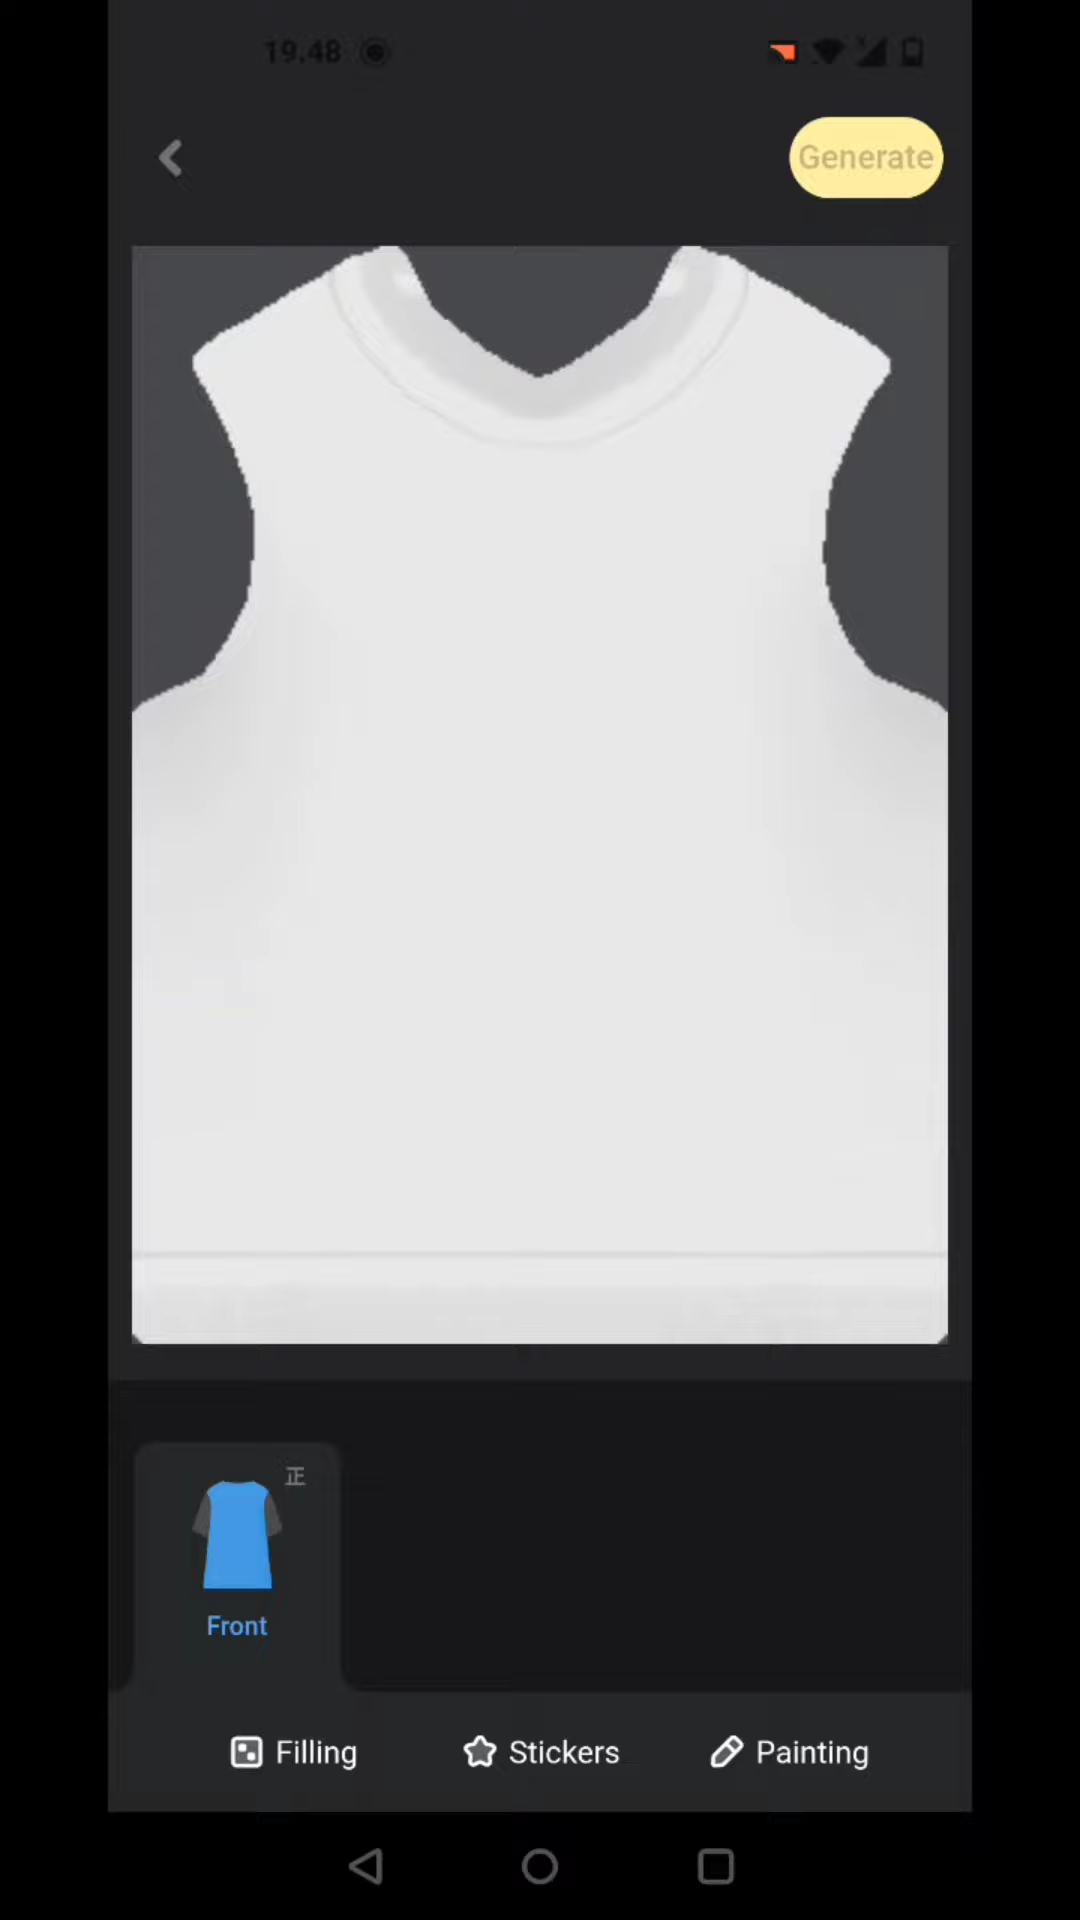 19.48
Generate
正
Front
Filling Stickers Painting